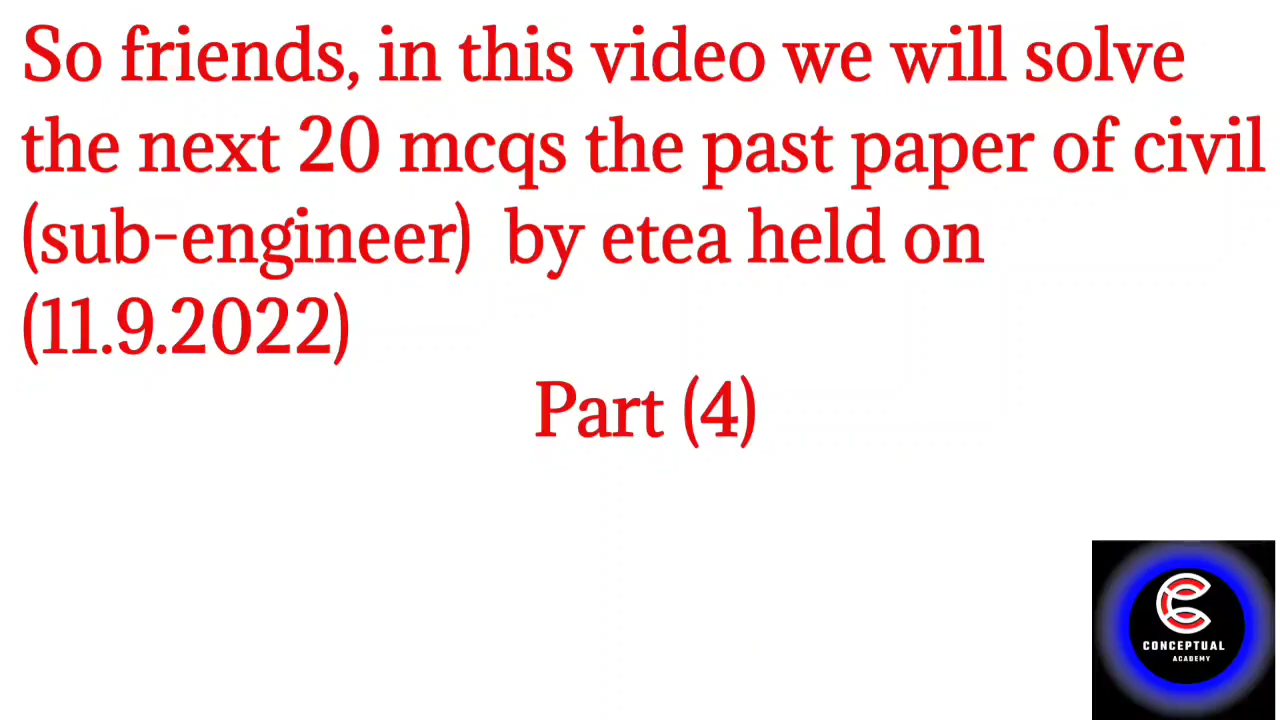 So friends, in this video we will solve
the next 20 mcqs the past paper of civil
(sub-engineer) by etea held on
(11.9.2022)
Part (4)
CONCEPTUAL
ACADEMY